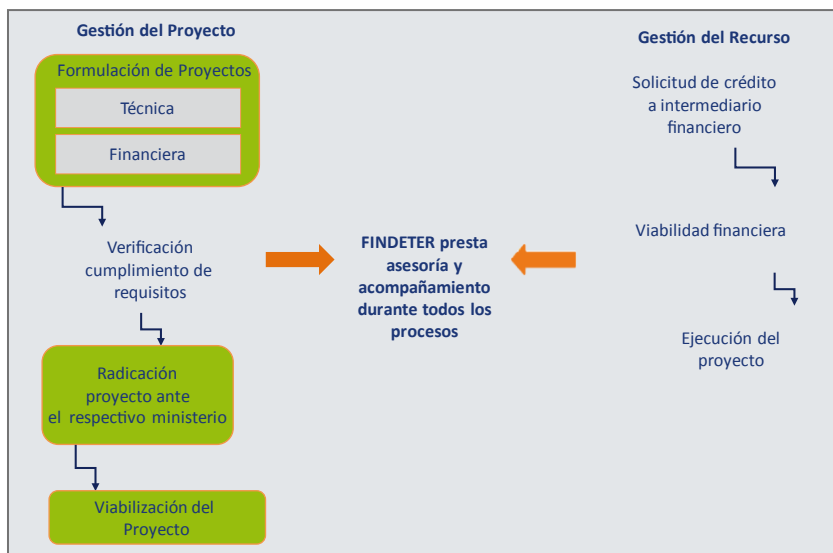 Gestión del Proyecto
Formulación de Proyectos
Técnica
Financiera
Verificación
cumplimiento de
requisitos
Radicación
proyecto ante
el respectivo ministerio
Viabilización del
Proyecto
FINDETER presta
asesoría y
acompañamiento
durante todos los
procesos
Gestión del Recurso
Solicitud de crédito
a intermediario
financiero
Viabilidad financiera
Ejecución del
proyecto